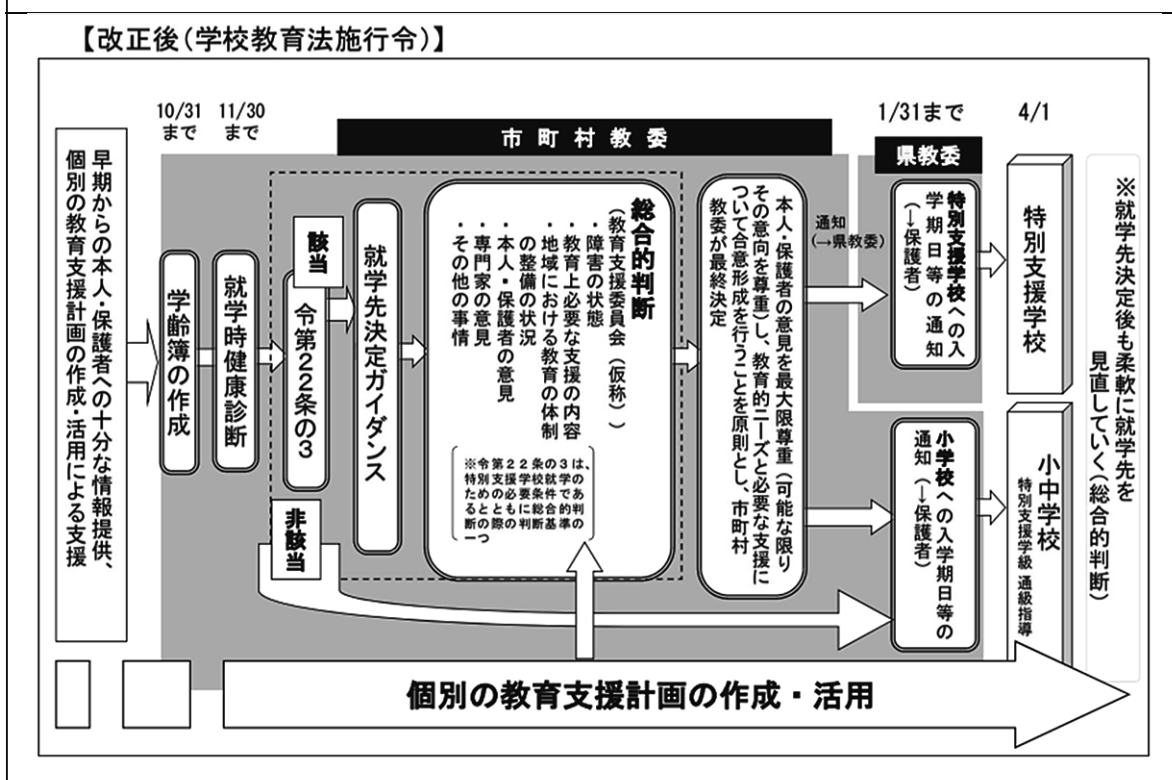 【改正後(学校教育法施行令)】
10/31
まで
11/30
まで
市町村教委
1/31まで
県教委
4/1
早期からの本人・保護者への十分な情報提供、
個別の教育支援計画の作成・活用による支援
学齢簿の作成
就学時健康診断
該当
令第22条の3
非該当
就学先決定ガイダンス
総合的判断
(教育支援委員会(仮称))
・障害の状態
・教育上必要な支援の内容
・地域における教育の体制
の整備の状況
・本人・保護者の意見
・専門家の意見
・その他の事情
※令第22条の3は、
特別支援学校就学の
ための必要条件であ
るとともに総合的判
断の際の判断基準の
一つ
本人・保護者の意見を最大限尊重(可能な限り
その意向を尊重)し、教育的ニーズと必要な支援に
ついて合意形成を行うことを原則とし、市町村
教委が最終決定
通知
(→県教委)
特別支援学校への入
学期日等の通知
(→保護者)
小学校への入学期日等の
通知(→保護者)
特別支援学校
小中学校
特別支援学級 通級指導
※就学先決定後も柔軟に就学先を
見直していく(総合的判断)
個別の教育支援計画の作成・活用